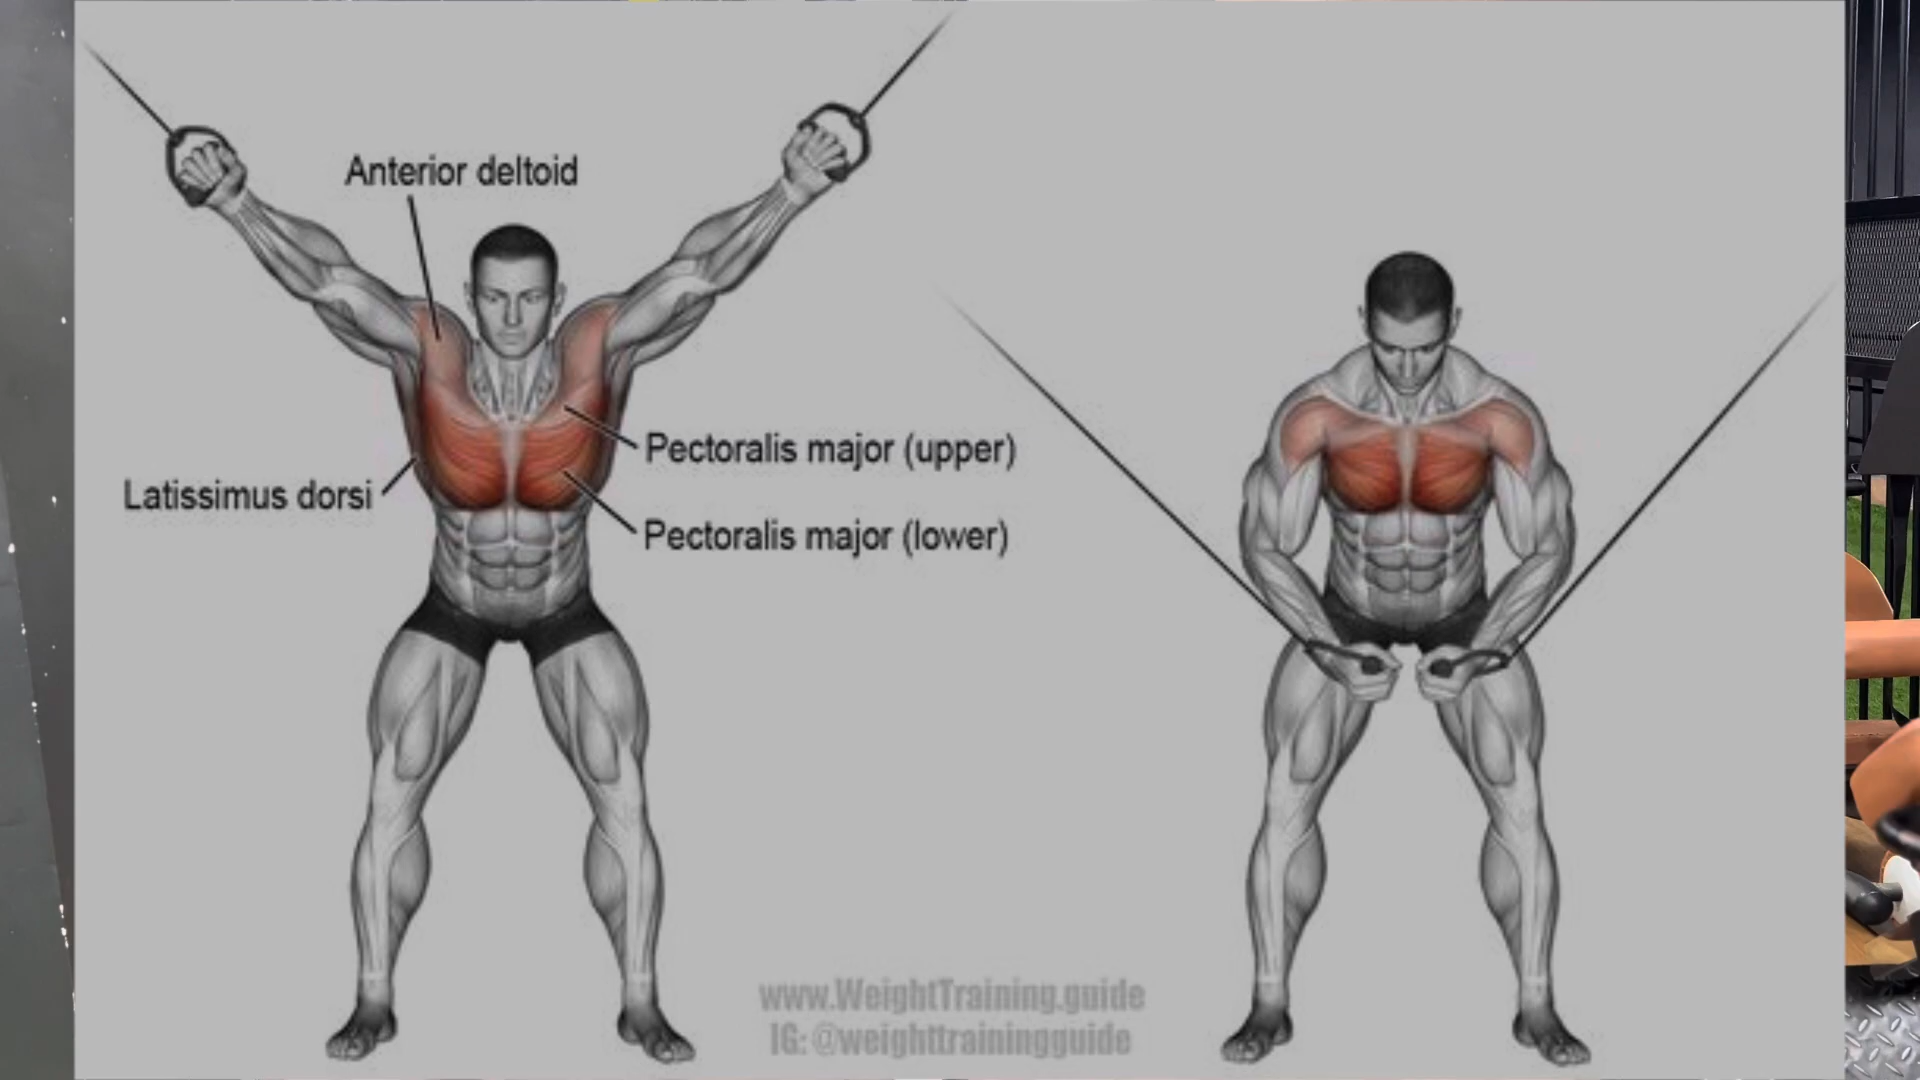 Anterior deltoid
Pectoralis major (upper)
Latissimus dorsi
Pectoralis major (lower)
www.WeightTraining.guide
IG: @weighttrainingguide